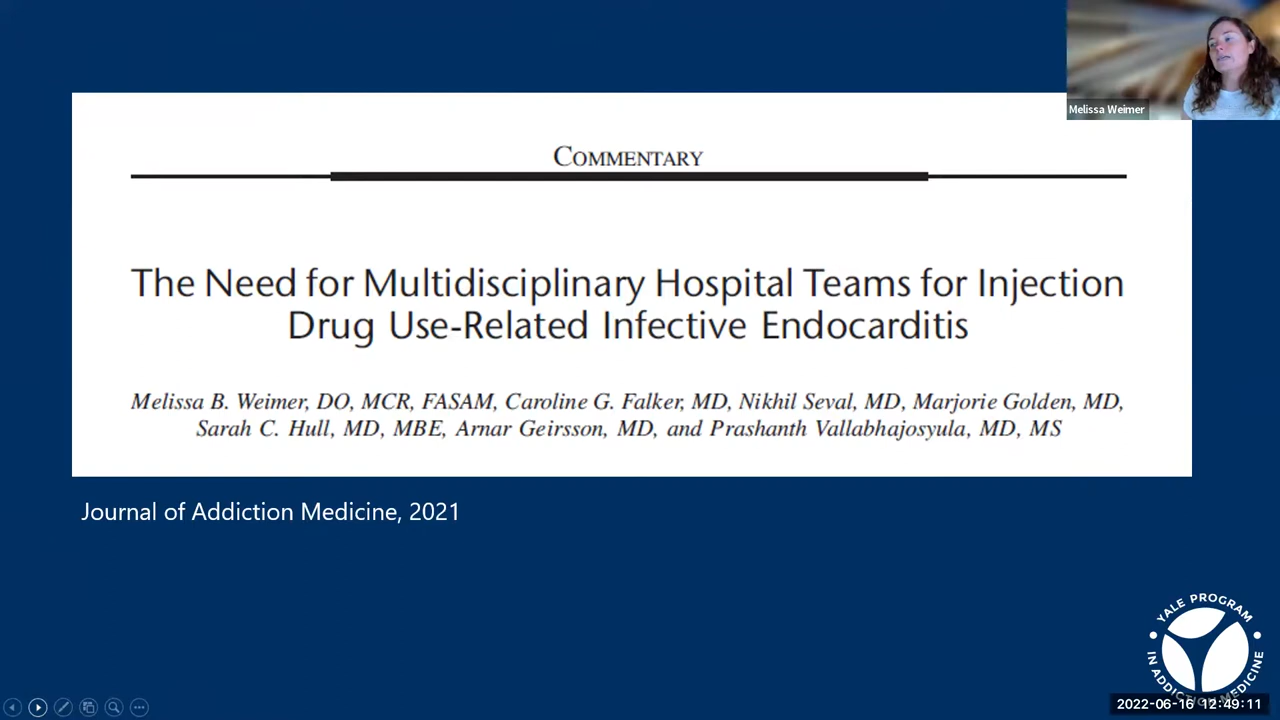 Melissa Weimer
COMMENTARY
The Need for Multidisciplinary Hospital Teams for Injection
Drug Use-Related Infective Endocarditis
Melissa B. Weimer, DO, MCR, FASAM, Caroline G. Falker, MD, Nikhil Seval, MD, Marjorie Golden, MD,
Sarah C. Hull, MD, MBE, Arnar Geirsson, MD, and Prashanth Vallabhajosyula, MD, MS
Journal of Addiction Medicine, 2021
YALE PROGRAM
IN ADDICTION MEDICINE
2022-06-16 12:49:11